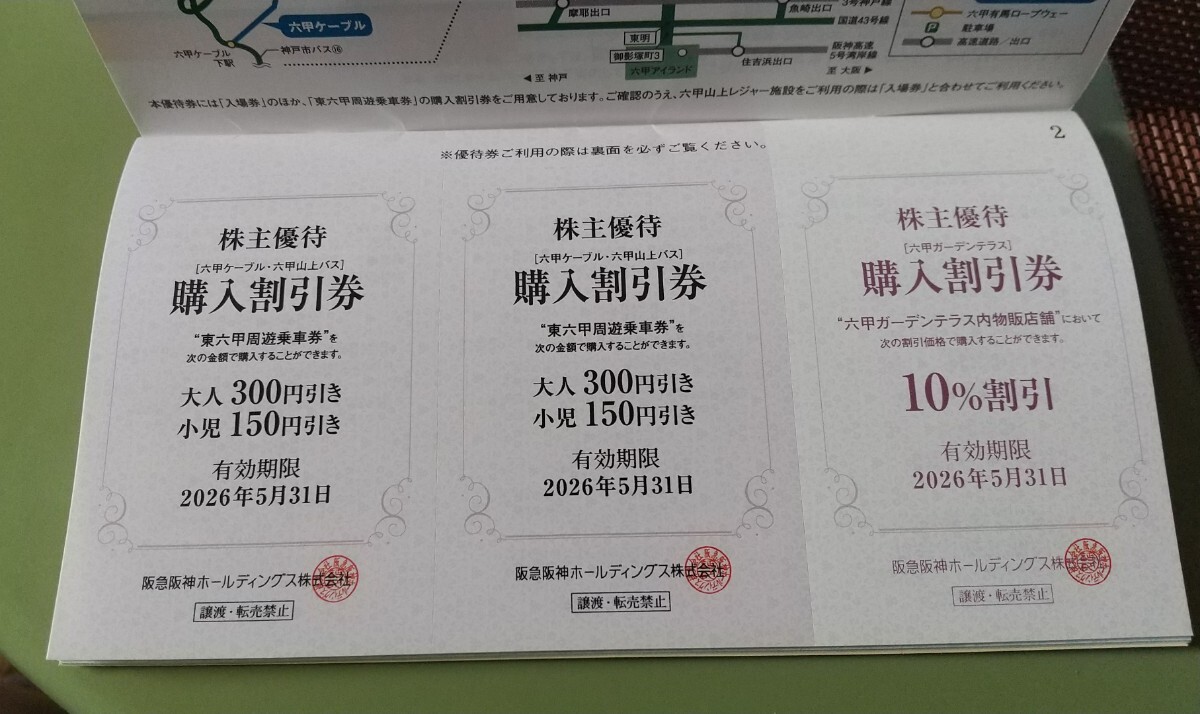 六甲ケーブル
六甲ケーブル
下駅
神戸市バス⑯
摩耶出口
魚崎出口
3号神戸線
国道43号線
東明
御影塚町3
六甲アイランド
住吉浜出口
阪神高速
5号湾岸線
◀至 神戸
至 大阪▶
六甲有馬ロープウェー
P 駐車場
高速道路／出口
本優待券には「入場券」のほか、「東六甲周遊乗車券」の購入割引券をご用意しております。ご確認のうえ、六甲山上レジャー施設をご利用の際は「入場券」と合わせてご利用ください。
2
※優待券ご利用の際は裏面を必ずご覧ください。
株主優待
[六甲ケーブル・六甲山上バス]
購入割引券
“東六甲周遊乗車券”を
次の金額で購入することができます。
大人 300円引き
小児 150円引き
有効期限
2026年5月31日
阪急阪神ホールディングス株式会社
譲渡・転売禁止
株主優待
[六甲ケーブル・六甲山上バス]
購入割引券
“東六甲周遊乗車券”を
次の金額で購入することができます。
大人 300円引き
小児 150円引き
有効期限
2026年5月31日
阪急阪神ホールディングス株式会社
譲渡・転売禁止
株主優待
[六甲ガーデンテラス]
購入割引券
“六甲ガーデンテラス内物販店舗”において
次の割引価格で購入することができます。
10%割引
有効期限
2026年5月31日
阪急阪神ホールディングス株式会社
譲渡・転売禁止